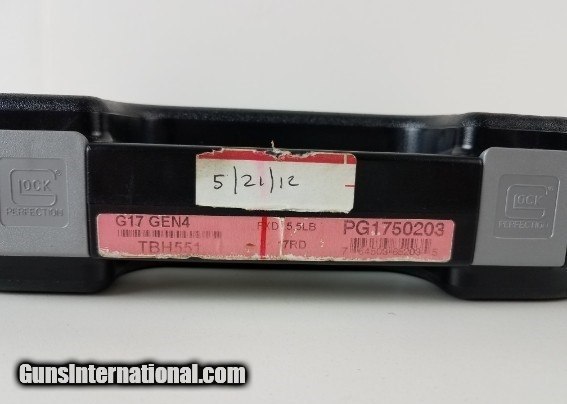 5/21/12
GLOCK
PERFECTION
G17 GEN4
FXD 5.5LB
PG1750203
TBH551
17RD
GLOCK
PERFECTION
GunsInternational.com